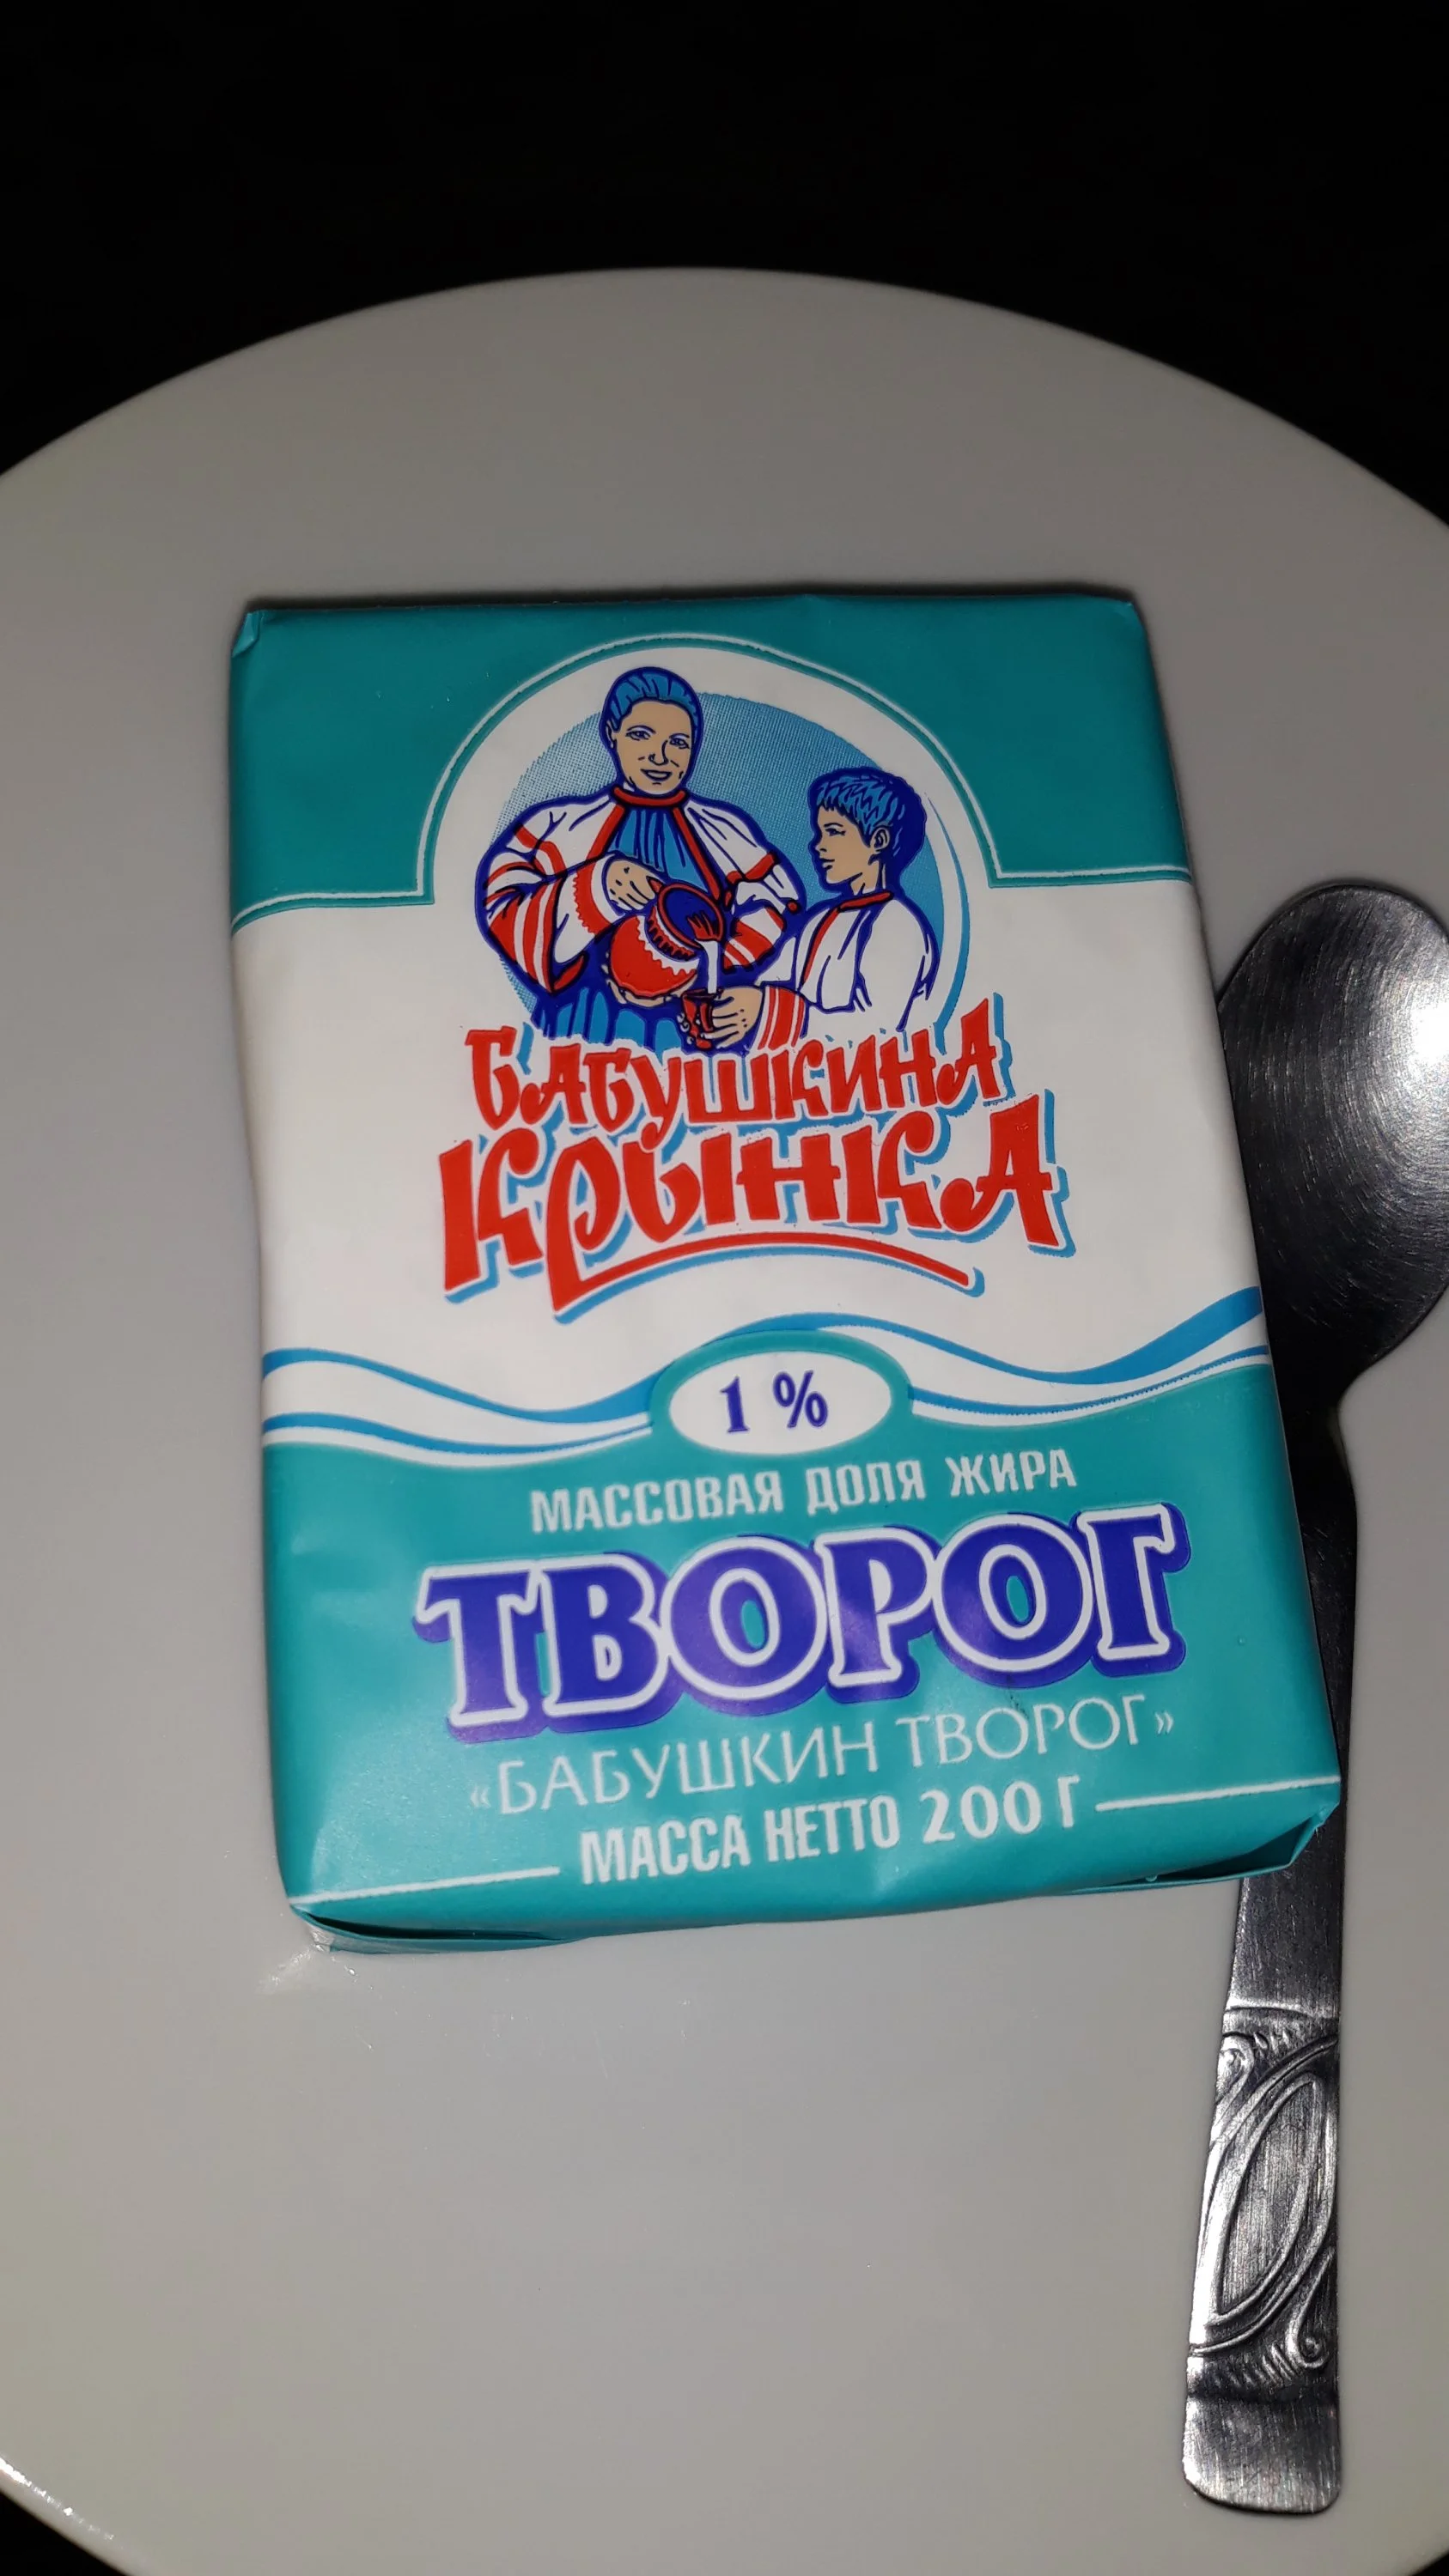 БАБУШКИНА
КРЫНКА
1 %
МАССОВАЯ ДОЛЯ ЖИРА
ТВОРОГ
«БАБУШКИН ТВОРОГ»
МАССА НЕТТО 200 Г